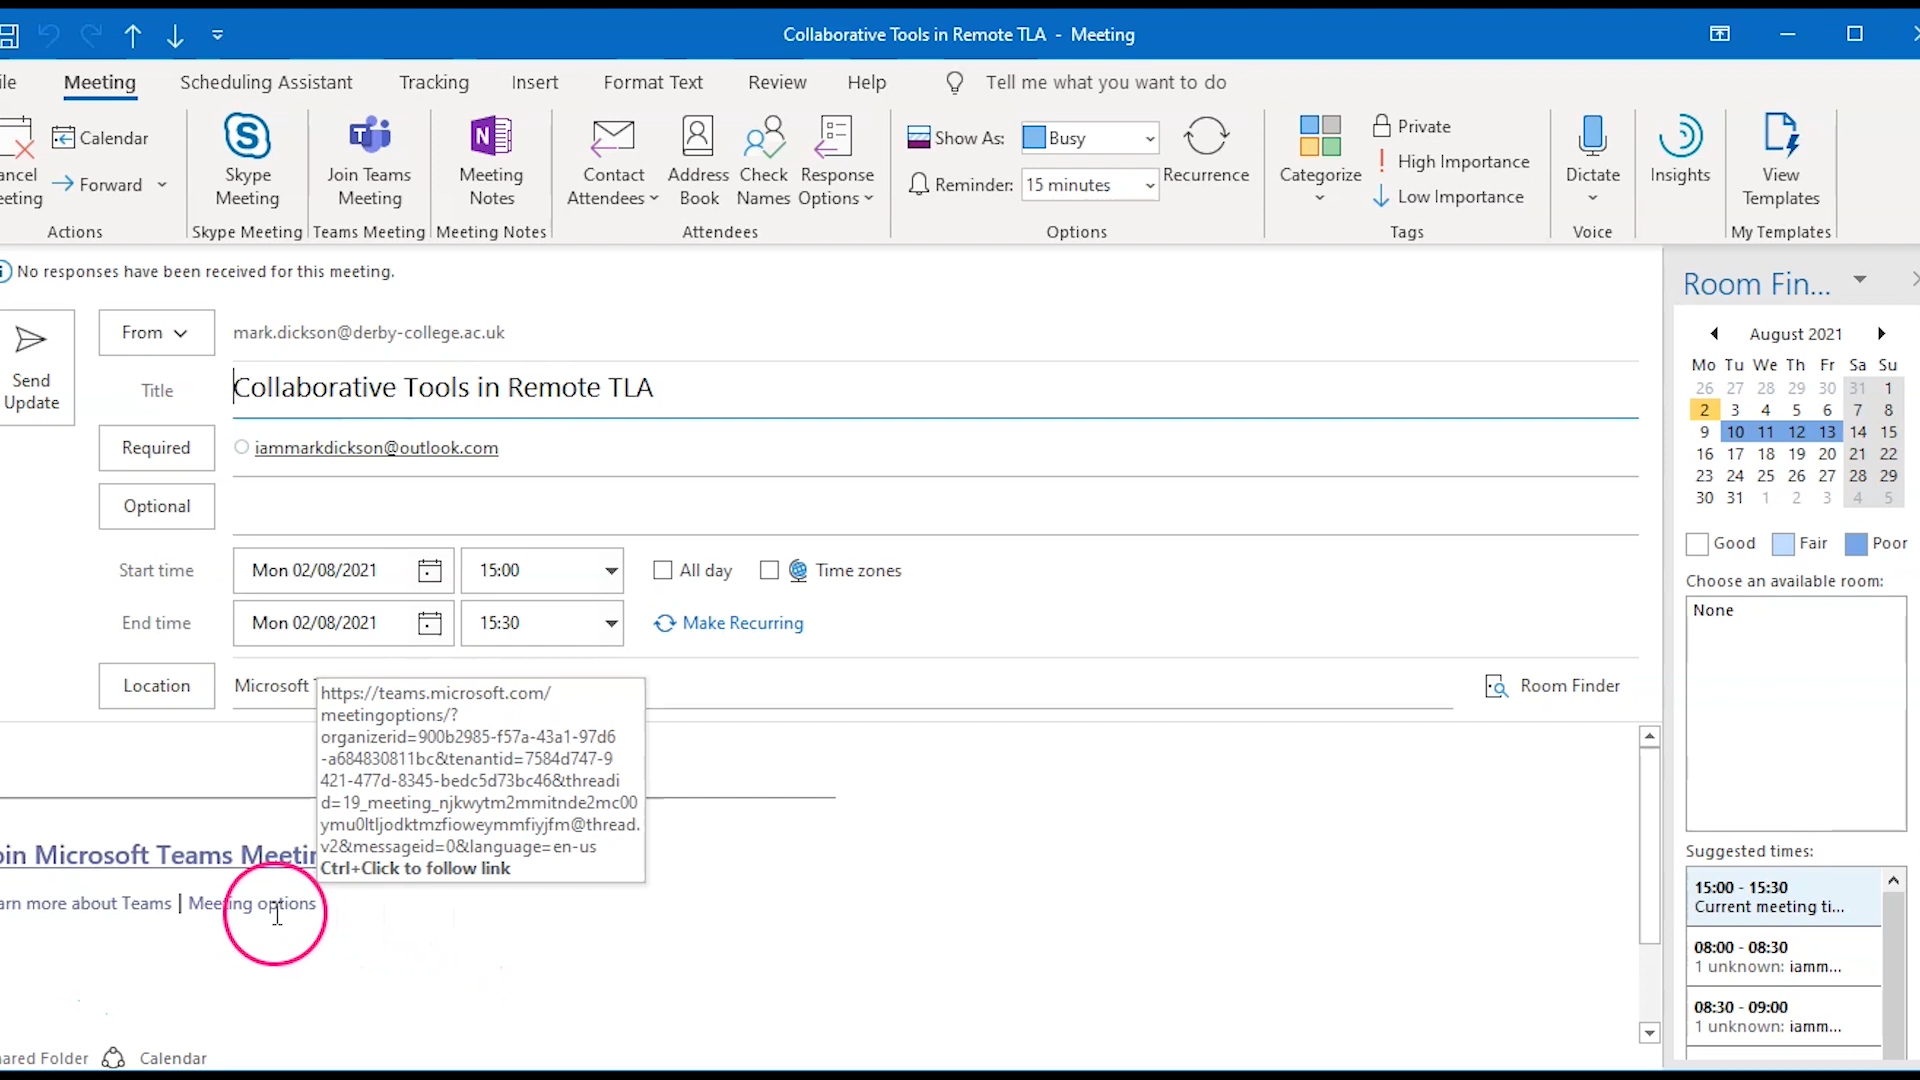 Collaborative Tools in Remote TLA - Meeting
ile Meeting Scheduling Assistant Tracking Insert Format Text Review Help Tell me what you want to do
ancel
eeting
Calendar
Forward
Actions
Skype
Meeting
Skype Meeting
Join Teams
Meeting
Teams Meeting
N
Meeting
Notes
Meeting Notes
Contact
Attendees
Address
Book
Check
Names
Response
Options
Attendees
Show As: Busy
Reminder: 15 minutes
Recurrence
Options
Categorize
Private
High Importance
Low Importance
Tags
Dictate
Voice
Insights
View
Templates
My Templates
No responses have been received for this meeting.
Send
Update
From mark.dickson@derby-college.ac.uk
Title Collaborative Tools in Remote TLA
Required iammarkdickson@outlook.com
Optional
Start time Mon 02/08/2021 15:00 All day Time zones
End time Mon 02/08/2021 15:30 Make Recurring
Location Microsoft T Room Finder
https://teams.microsoft.com/
meetingoptions/?
organizerid=900b2985-f57a-43a1-97d6
-a684830811bc&tenantid=7584d747-9
421-477d-8345-bedc5d73bc46&threadi
d=19_meeting_njkwytm2mmitnde2mc00
ymu0ltljodktmzfioweymmfiyjfm@thread.
v2&messageid=0&language=en-us
Ctrl+Click to follow link
oin Microsoft Teams Meetin
arn more about Teams | Meeting options
hared Folder Calendar
Room Fin...
August 2021
Mo Tu We Th Fr Sa Su
26 27 28 29 30 31 1
2 3 4 5 6 7 8
9 10 11 12 13 14 15
16 17 18 19 20 21 22
23 24 25 26 27 28 29
30 31 1 2 3 4 5
Good Fair Poor
Choose an available room:
None
Suggested times:
15:00 - 15:30
Current meeting ti...
08:00 - 08:30
1 unknown: iamm...
08:30 - 09:00
1 unknown: iamm...